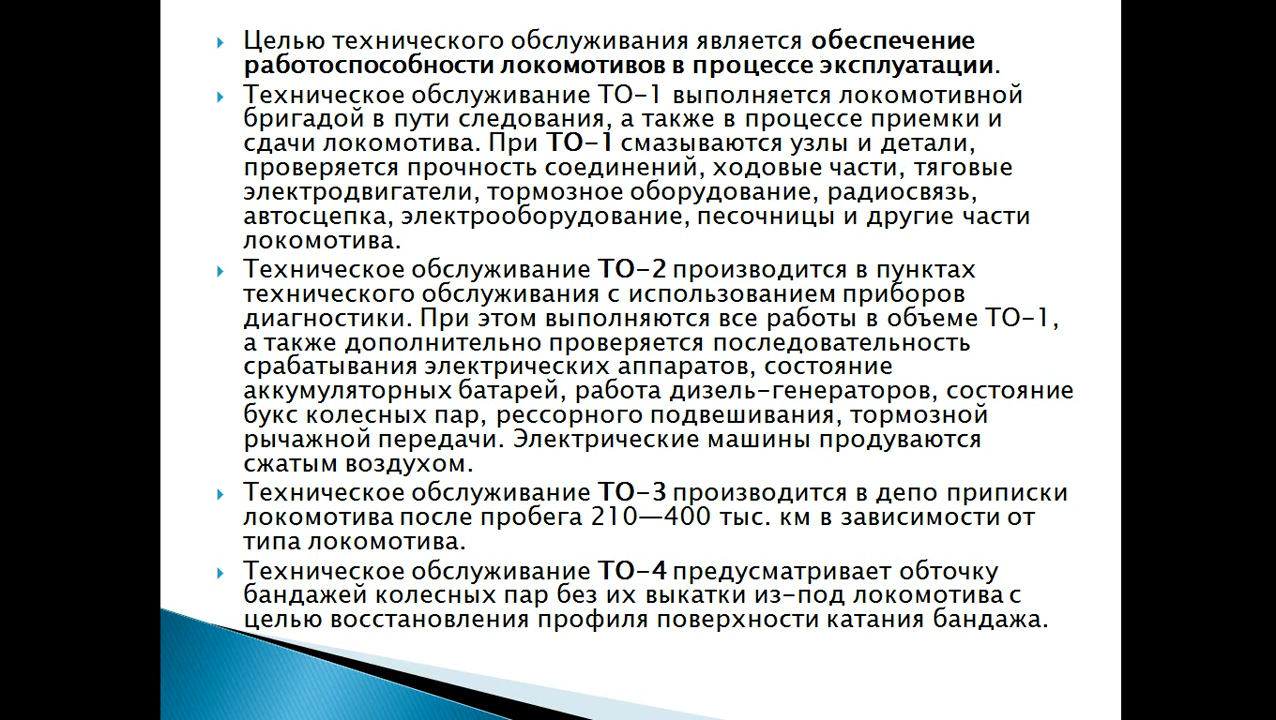 Целью технического обслуживания является обеспечение
работоспособности локомотивов в процессе эксплуатации.
Техническое обслуживание ТО-1 выполняется локомотивной
бригадой в пути следования, а также в процессе приемки и
сдачи локомотива. При ТО-1 смазываются узлы и детали,
проверяется прочность соединений, ходовые части, тяговые
электродвигатели, тормозное оборудование, радиосвязь,
автосцепка, электрооборудование, песочницы и другие части
локомотива.
Техническое обслуживание ТО-2 производится в пунктах
технического обслуживания с использованием приборов
диагностики. При этом выполняются все работы в объеме ТО-1,
а также дополнительно проверяется последовательность
срабатывания электрических аппаратов, состояние
аккумуляторных батарей, работа дизель-генераторов, состояние
букс колесных пар, рессорного подвешивания, тормозной
рычажной передачи. Электрические машины продуваются
сжатым воздухом.
Техническое обслуживание ТО-3 производится в депо приписки
локомотива после пробега 210—400 тыс. км в зависимости от
типа локомотива.
Техническое обслуживание ТО-4 предусматривает обточку
бандажей колесных пар без их выкатки из-под локомотива с
целью восстановления профиля поверхности катания бандажа.